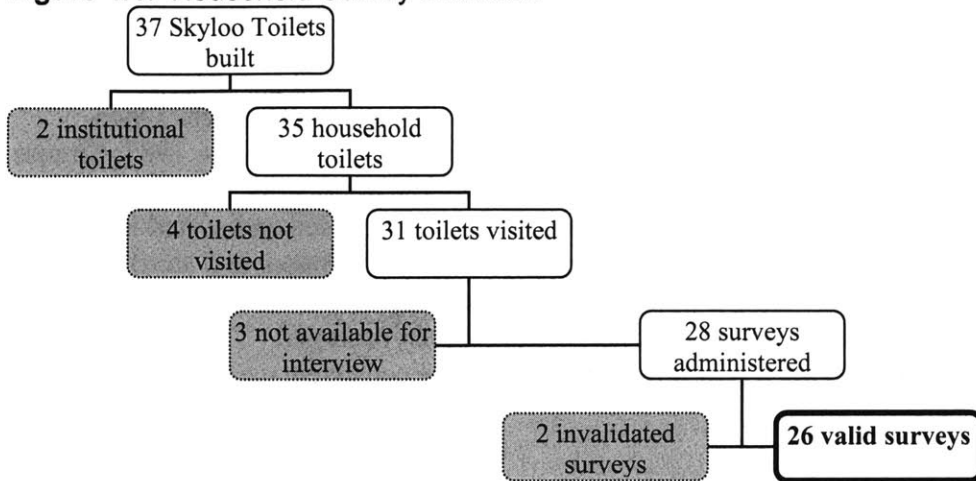 37 Skyloo Toilets
built
2 institutional
toilets
35 household
toilets
4 toilets not
visited
31 toilets visited
3 not available for
interview
28 surveys
administered
2 invalidated
surveys
26 valid surveys